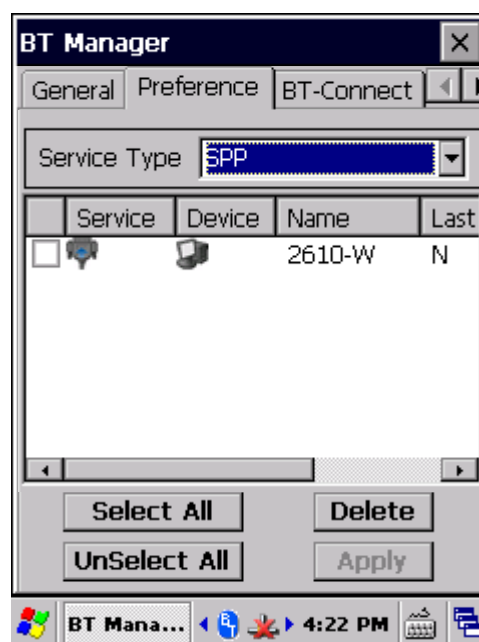 BT Manager
General Preference BT-Connect
Service Type SPP
Service Device Name Last
2610-W N
Select All Delete
UnSelect All Apply
BT Mana... 4:22 PM